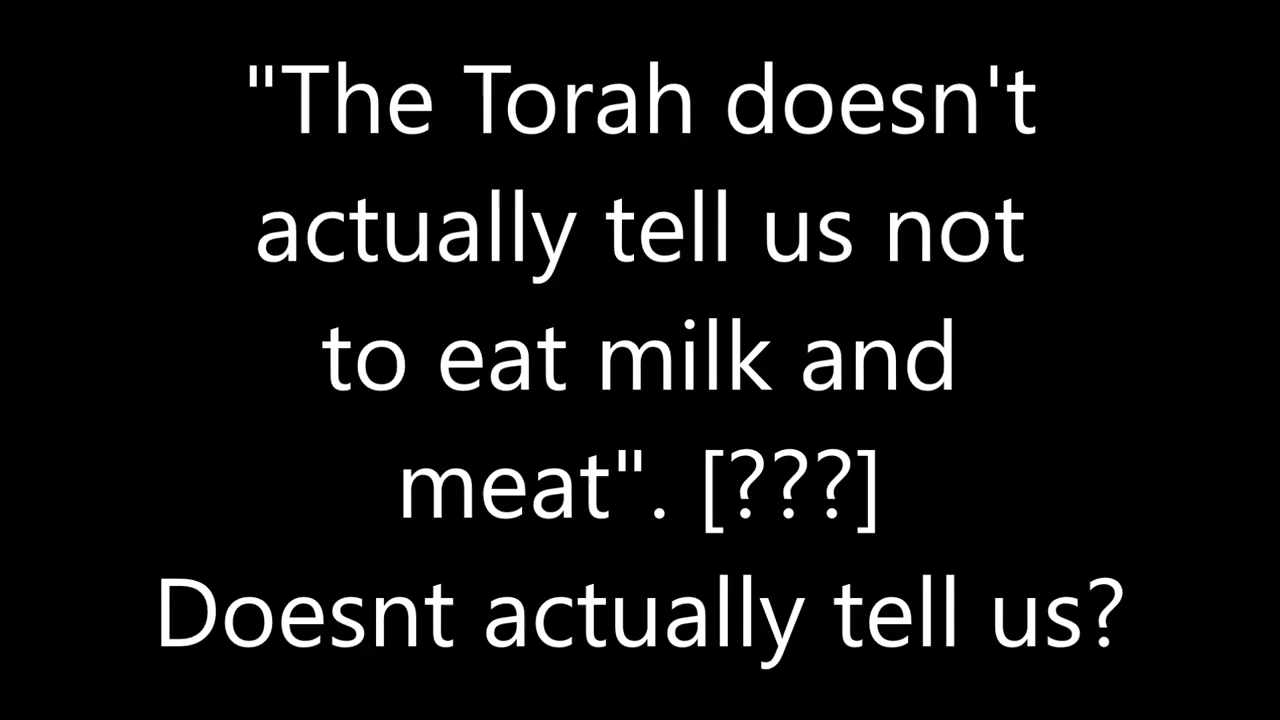 "The Torah doesn't
actually tell us not
to eat milk and
meat". [???]
Doesnt actually tell us?